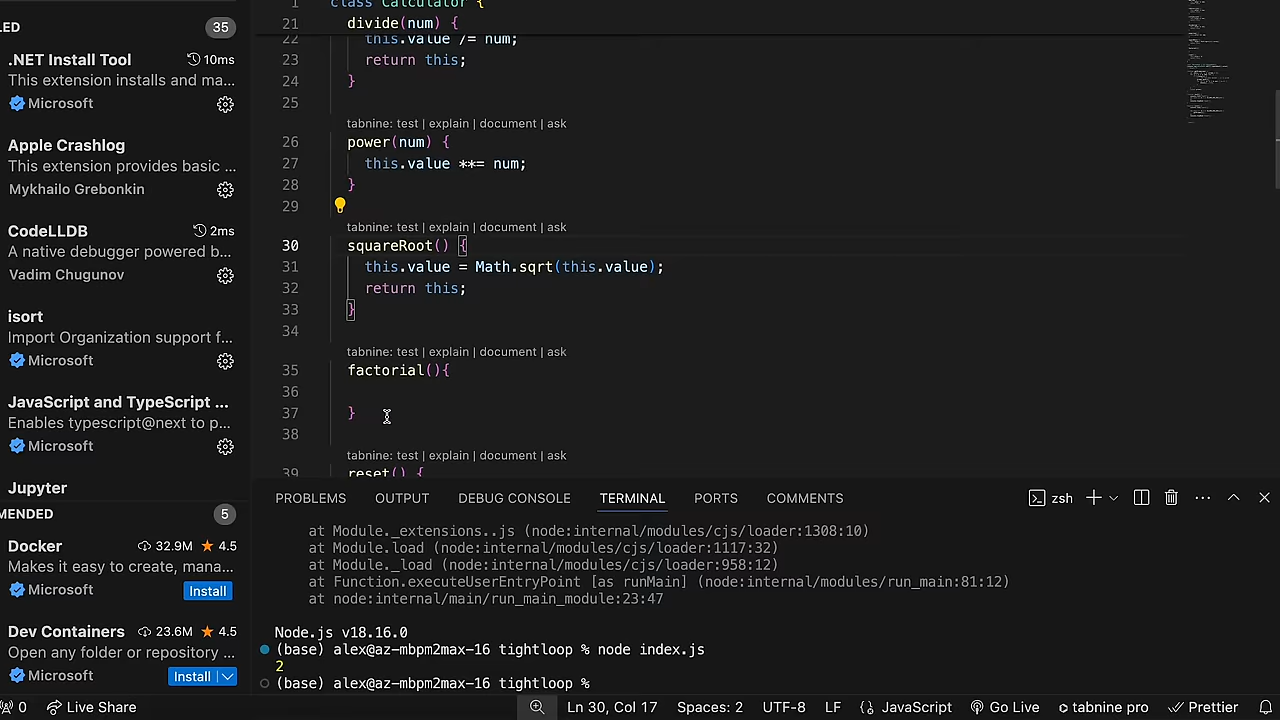 LED 35
.NET Install Tool 10ms
This extension installs and ma...
Microsoft
Apple Crashlog
This extension provides basic ...
Mykhailo Grebonkin
CodeLLDB 2ms
A native debugger powered b...
Vadim Chugunov
isort
Import Organization support f...
Microsoft
JavaScript and TypeScript ...
Enables typescript@next to p...
Microsoft
Jupyter
MENDED 5
Docker 32.9M 4.5
Makes it easy to create, mana...
Microsoft Install
Dev Containers 23.6M 4.5
Open any folder or repository ...
Microsoft Install
1 class Calculator {
21 divide(num) {
22 this.value /= num;
23 return this;
24 }
25
tabnine: test | explain | document | ask
26 power(num) {
27 this.value **= num;
28 }
29
tabnine: test | explain | document | ask
30 squareRoot() {
31 this.value = Math.sqrt(this.value);
32 return this;
33 }
34
tabnine: test | explain | document | ask
35 factorial(){
36
37 }
38
tabnine: test | explain | document | ask
39 reset() {
PROBLEMS OUTPUT DEBUG CONSOLE TERMINAL PORTS COMMENTS zsh
at Module._extensions..js (node:internal/modules/cjs/loader:1308:10)
at Module.load (node:internal/modules/cjs/loader:1117:32)
at Module._load (node:internal/modules/cjs/loader:958:12)
at Function.executeUserEntryPoint [as runMain] (node:internal/modules/run_main:81:12)
at node:internal/main/run_main_module:23:47
Node.js v18.16.0
(base) alex@az-mbpm2max-16 tightloop % node index.js
2
(base) alex@az-mbpm2max-16 tightloop %
0 Live Share Ln 30, Col 17 Spaces: 2 UTF-8 LF {} JavaScript Go Live tabnine pro Prettier